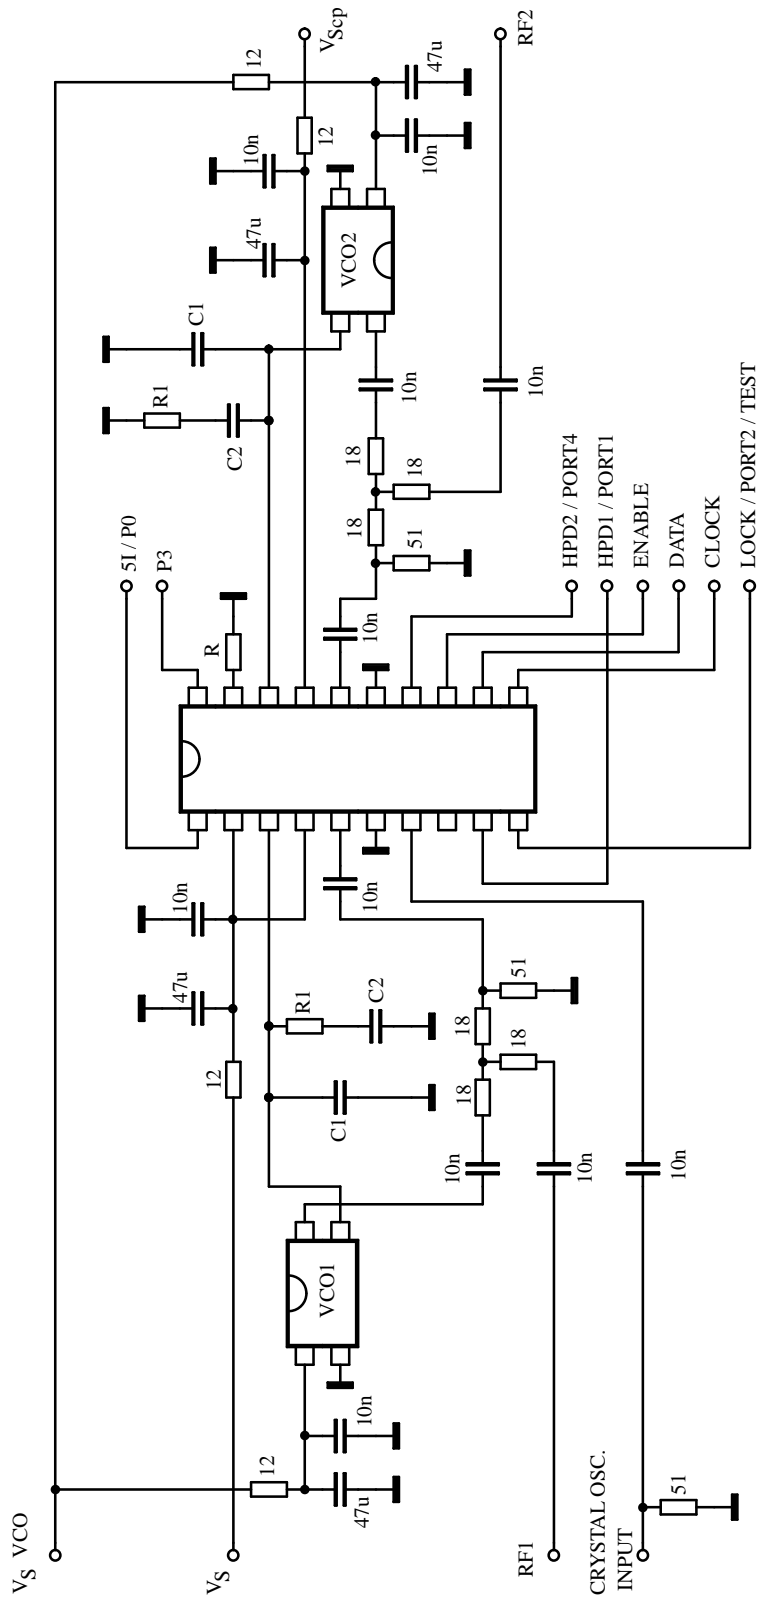 V_S VCO
5I / P0
P3
R1
47u
10n
C1
V_S
12
R
C2
47u
10n
12
12
R1
VCO1
12
V_Scp
C1
VCO2
18
18
47u
10n
10n
10n
C2
10n
18
51
10n
47u
10n
18
18
51
18
RF1
RF2
10n
10n
HPD2 / PORT4
CRYSTAL OSC.
INPUT
HPD1 / PORT1
ENABLE
51
10n
DATA
CLOCK
LOCK / PORT2 / TEST